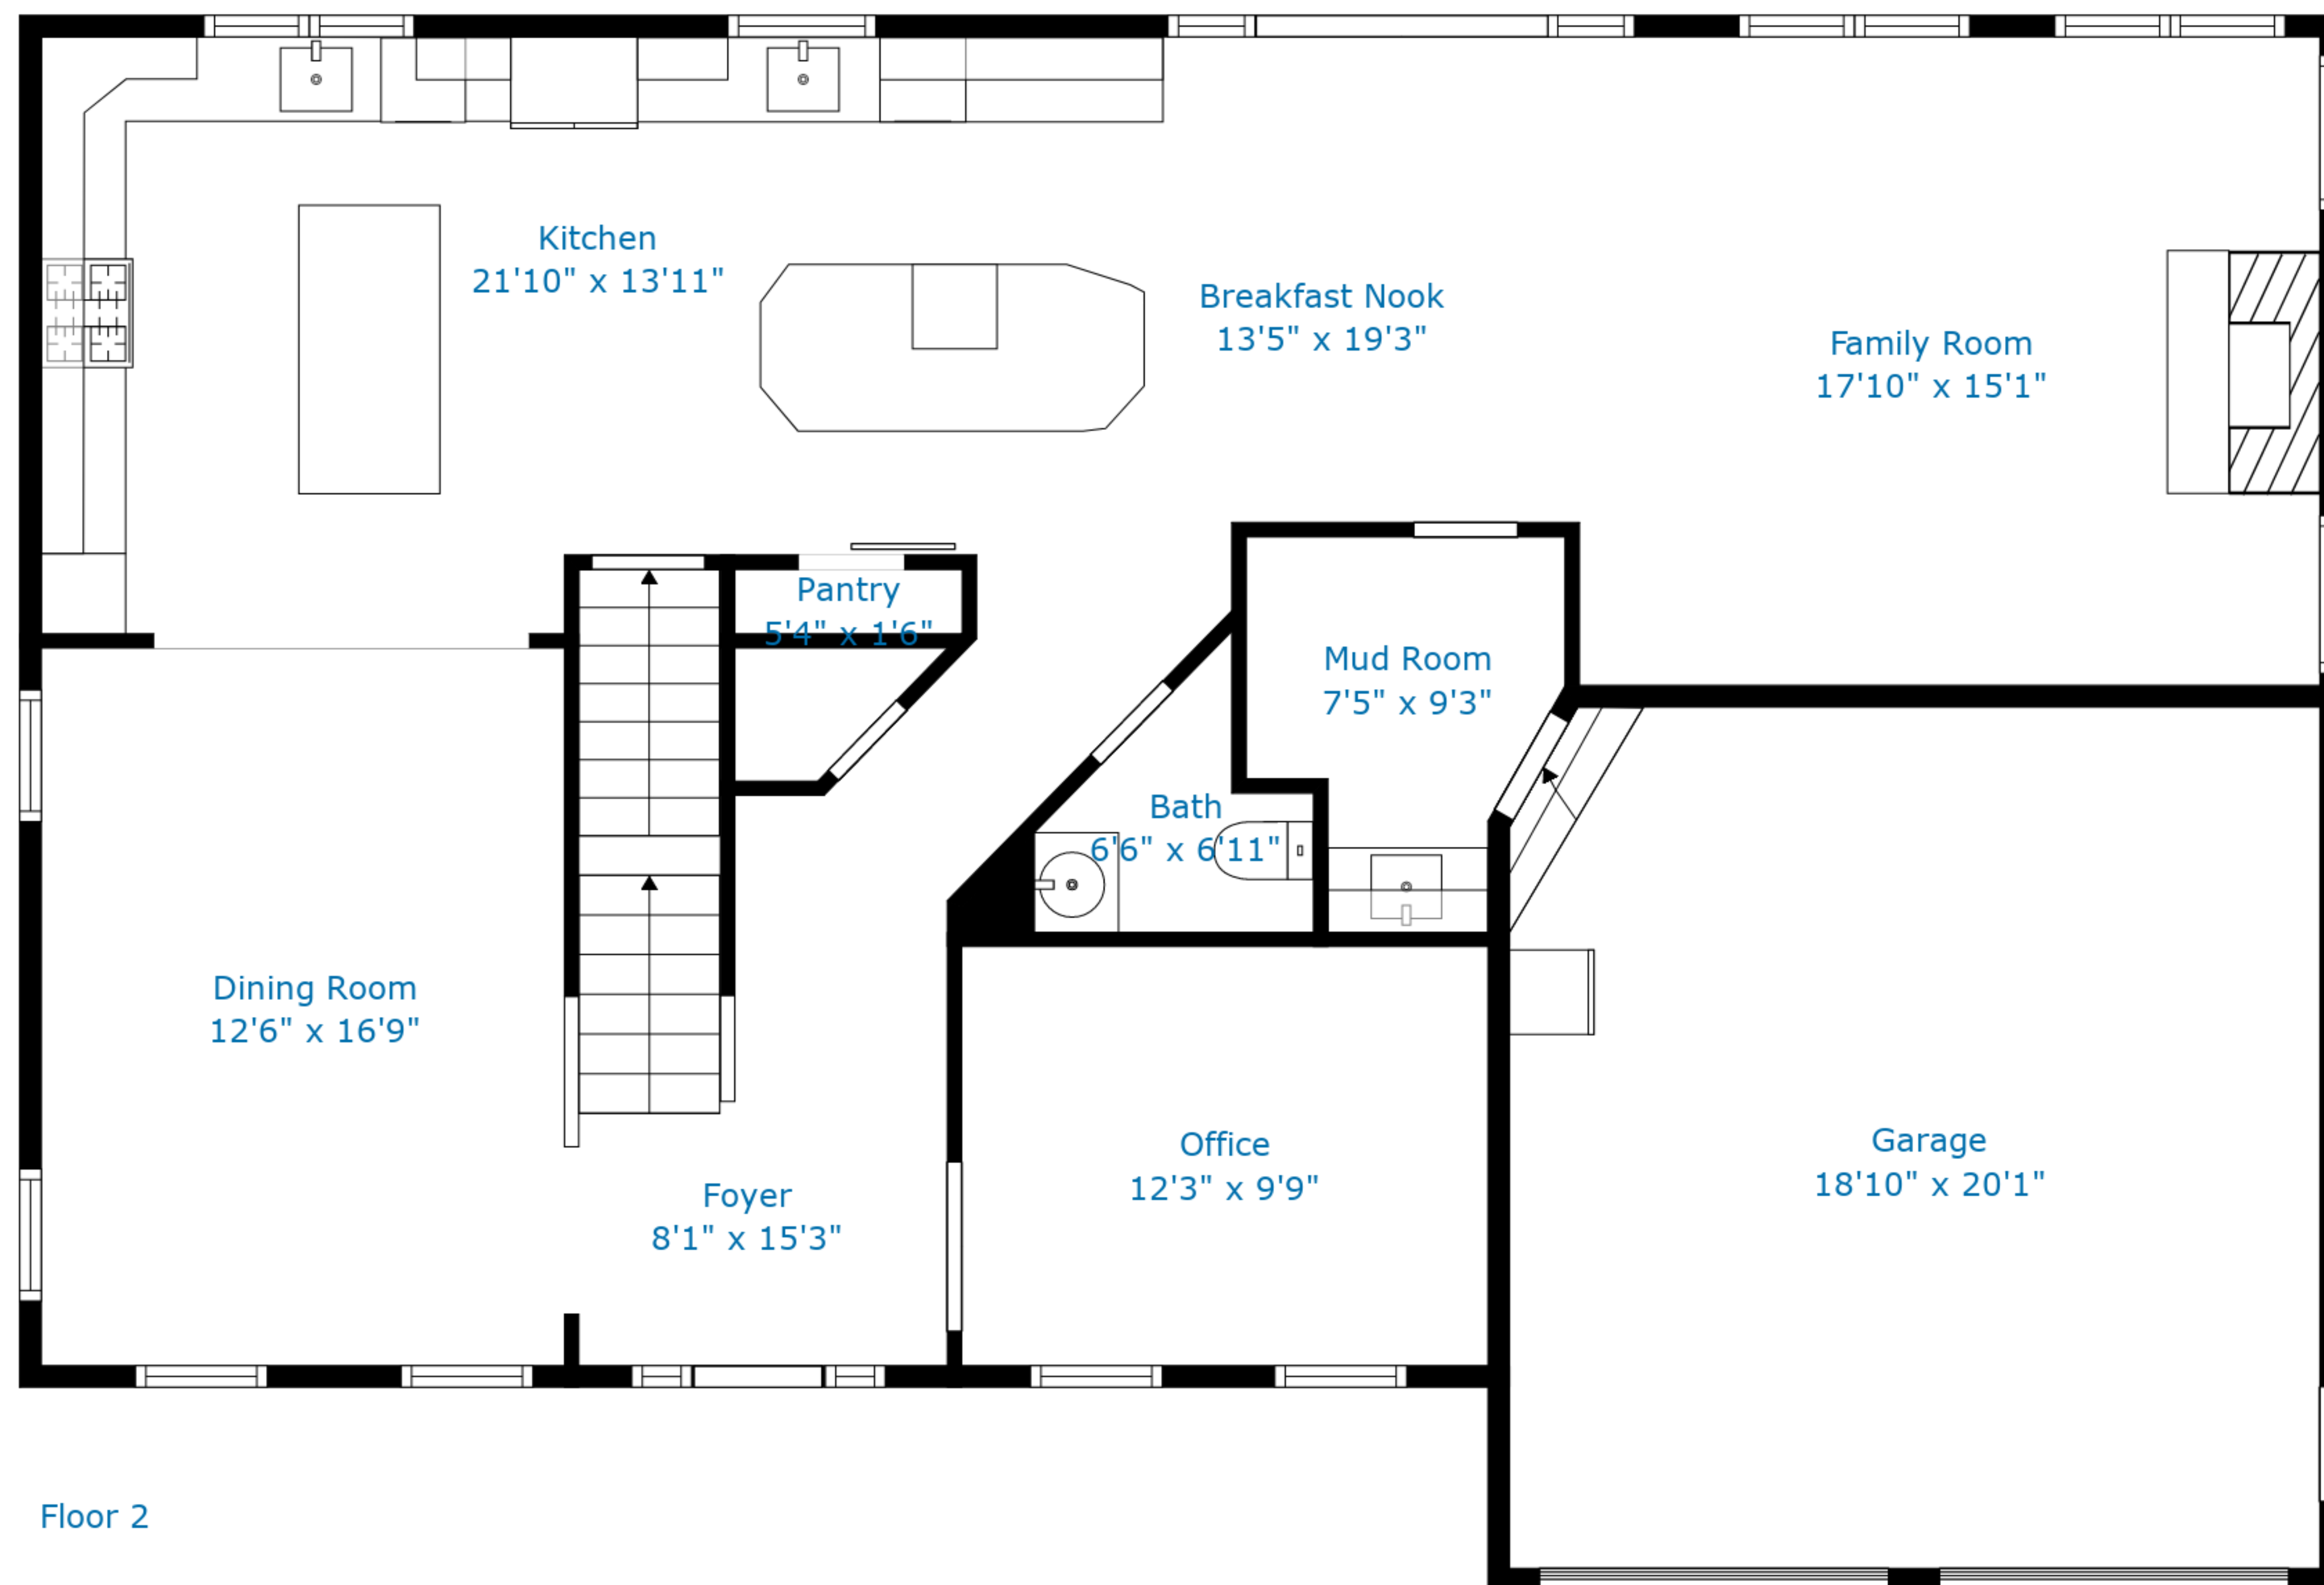 Kitchen
21'10" x 13'11"
Breakfast Nook
13'5" x 19'3"
Family Room
17'10" x 15'1"
Pantry
5'4" x 1'6"
Mud Room
7'5" x 9'3"
Bath
6'6" x 6'11"
Dining Room
12'6" x 16'9"
Office
12'3" x 9'9"
Garage
18'10" x 20'1"
Foyer
8'1" x 15'3"
Floor 2